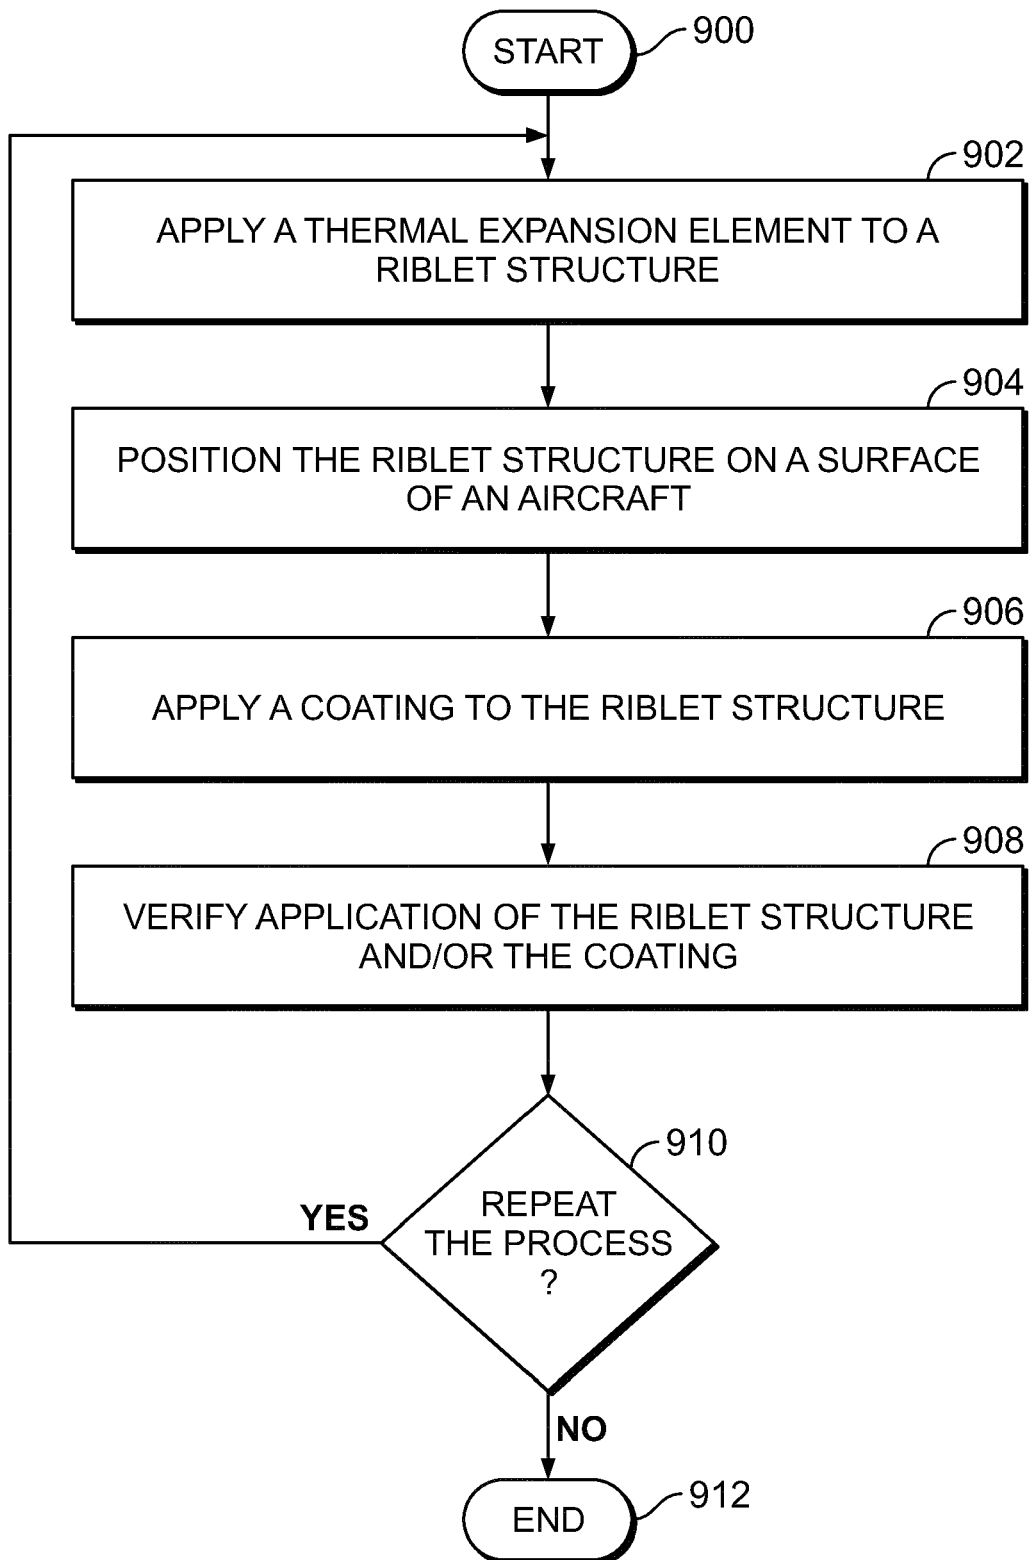 START
900
902
APPLY A THERMAL EXPANSION ELEMENT TO A
RIBLET STRUCTURE
904
POSITION THE RIBLET STRUCTURE ON A SURFACE
OF AN AIRCRAFT
906
APPLY A COATING TO THE RIBLET STRUCTURE
908
VERIFY APPLICATION OF THE RIBLET STRUCTURE
AND/OR THE COATING
910
REPEAT
THE PROCESS
?
YES
NO
END
912